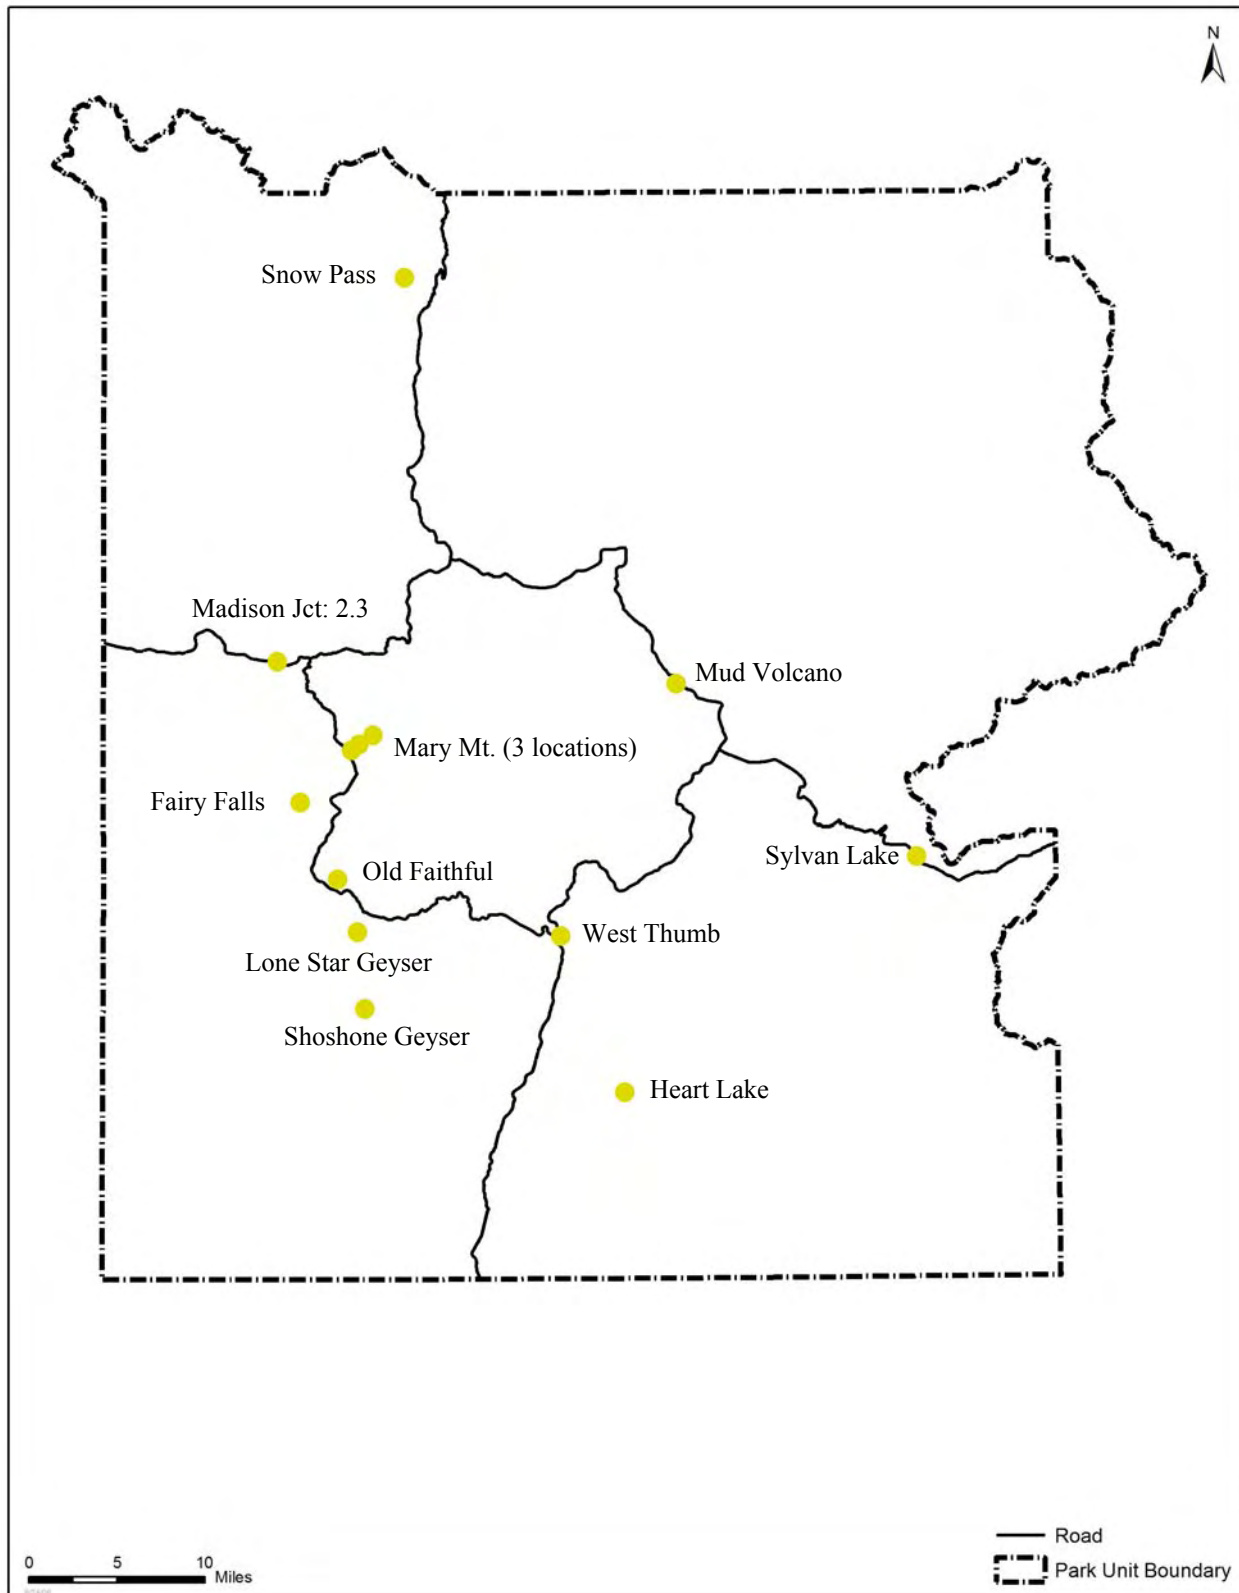 N
Snow Pass
Madison Jct: 2.3
Mud Volcano
Mary Mt. (3 locations)
Fairy Falls
Sylvan Lake
Old Faithful
West Thumb
Lone Star Geyser
Shoshone Geyser
Heart Lake
Road
0 5 10
Miles
Park Unit Boundary